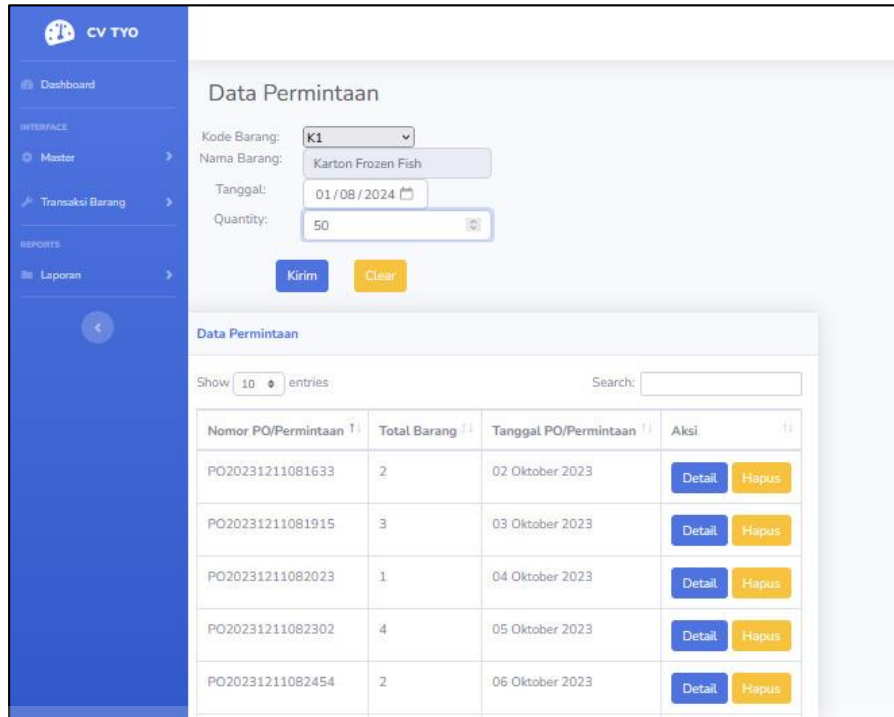 CV TYO
Dashboard
INTERFACE
Master
Transaksi Barang
REPORTS
Laporan
Data Permintaan
Kode Barang: K1
Nama Barang: Karton Frozen Fish
Tanggal: 01/08/2024
Quantity: 50
Kirim Clear
Data Permintaan
Show 10 entries Search:
Nomor PO/Permintaan Total Barang Tanggal PO/Permintaan Aksi
PO20231211081633 2 02 Oktober 2023 Detail Hapus
PO20231211081915 3 03 Oktober 2023 Detail Hapus
PO20231211082023 1 04 Oktober 2023 Detail Hapus
PO20231211082302 4 05 Oktober 2023 Detail Hapus
PO20231211082454 2 06 Oktober 2023 Detail Hapus